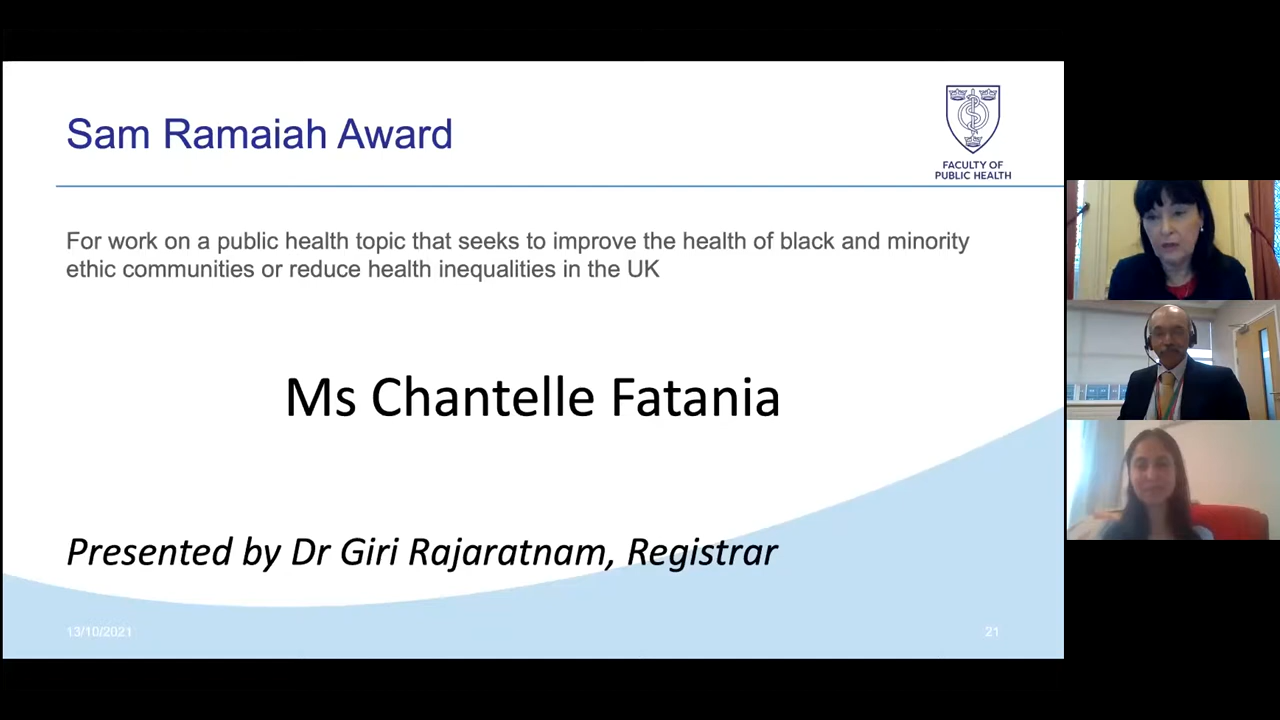 Sam Ramaiah Award
FACULTY OF
PUBLIC HEALTH
For work on a public health topic that seeks to improve the health of black and minority
ethic communities or reduce health inequalities in the UK
Ms Chantelle Fatania
Presented by Dr Giri Rajaratnam, Registrar
13/10/2021
21